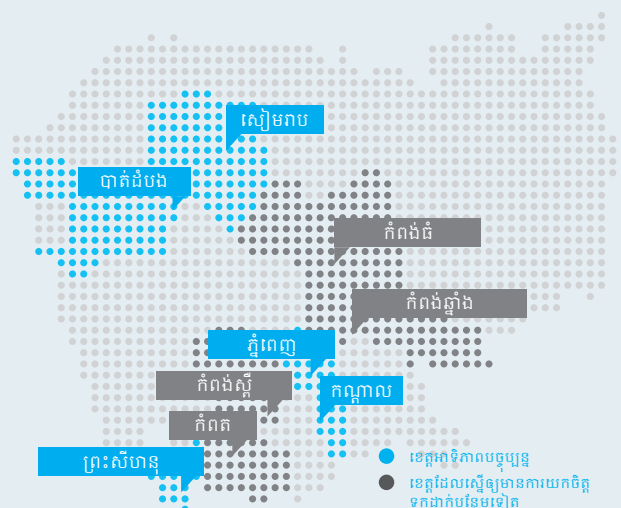 សៀមរាប
បាត់ដំបង
កំពង់ធំ
កំពង់ឆ្នាំង
ភ្នំពេញ
កំពង់ស្ពឺ
កណ្តាល
កំពត
ព្រះសីហនុ
ខេត្តអាទិភាពបច្ចុប្បន្ន
ខេត្តដែលស្នើឲ្យមានការយកចិត្ត
ទុកដាក់បន្ថែមទៀត